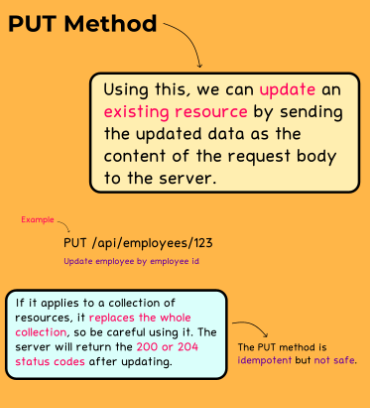 PUT Method
Using this, we can update an
existing resource by sending
the updated data as the
content of the request body
to the server.
Example
PUT /api/employees/123
Update employee by employee id
If it applies to a collection of
resources, it replaces the whole
collection, so be careful using it. The
server will return the 200 or 204
status codes after updating.
The PUT method is
idempotent but not safe.